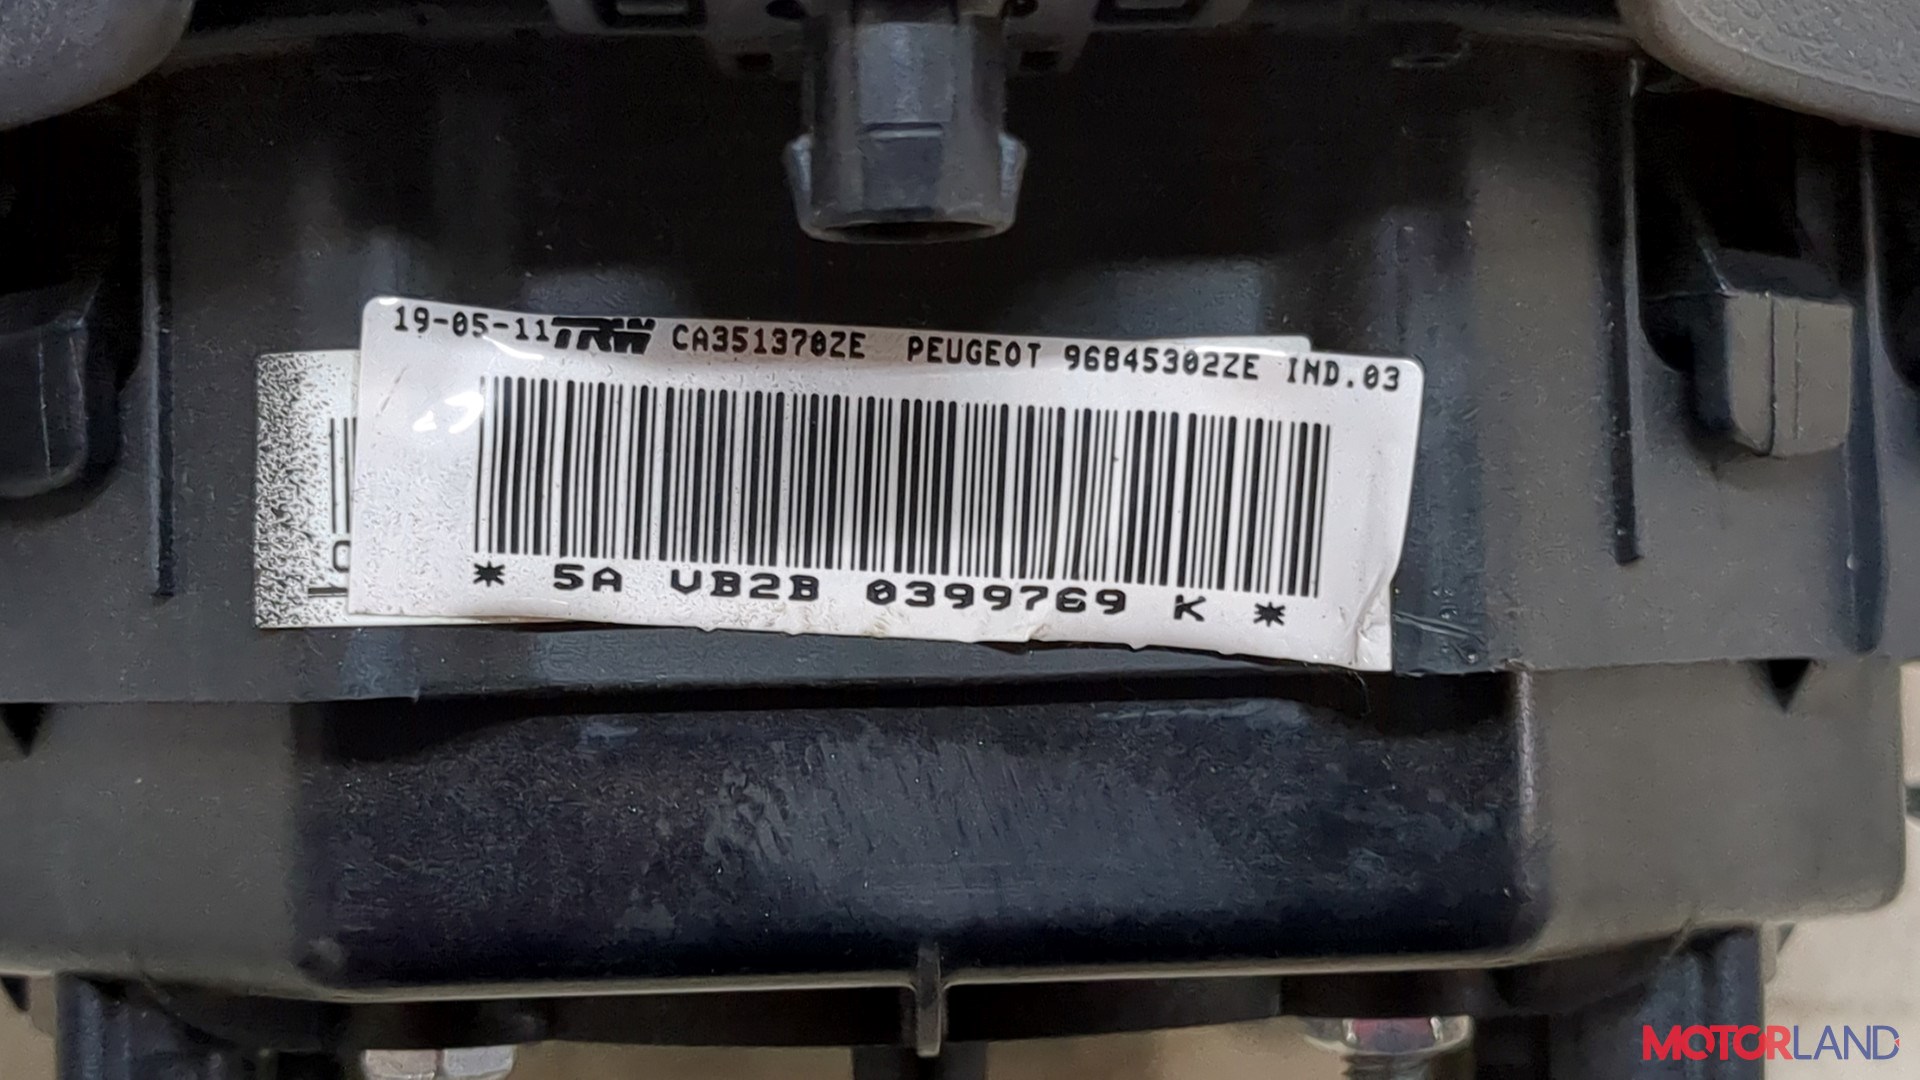 19-05-11 TRW CA351370ZE PEUGEOT 96845302ZE IND.03
* 5A VB2B 0399769 K *
MOTORLAND